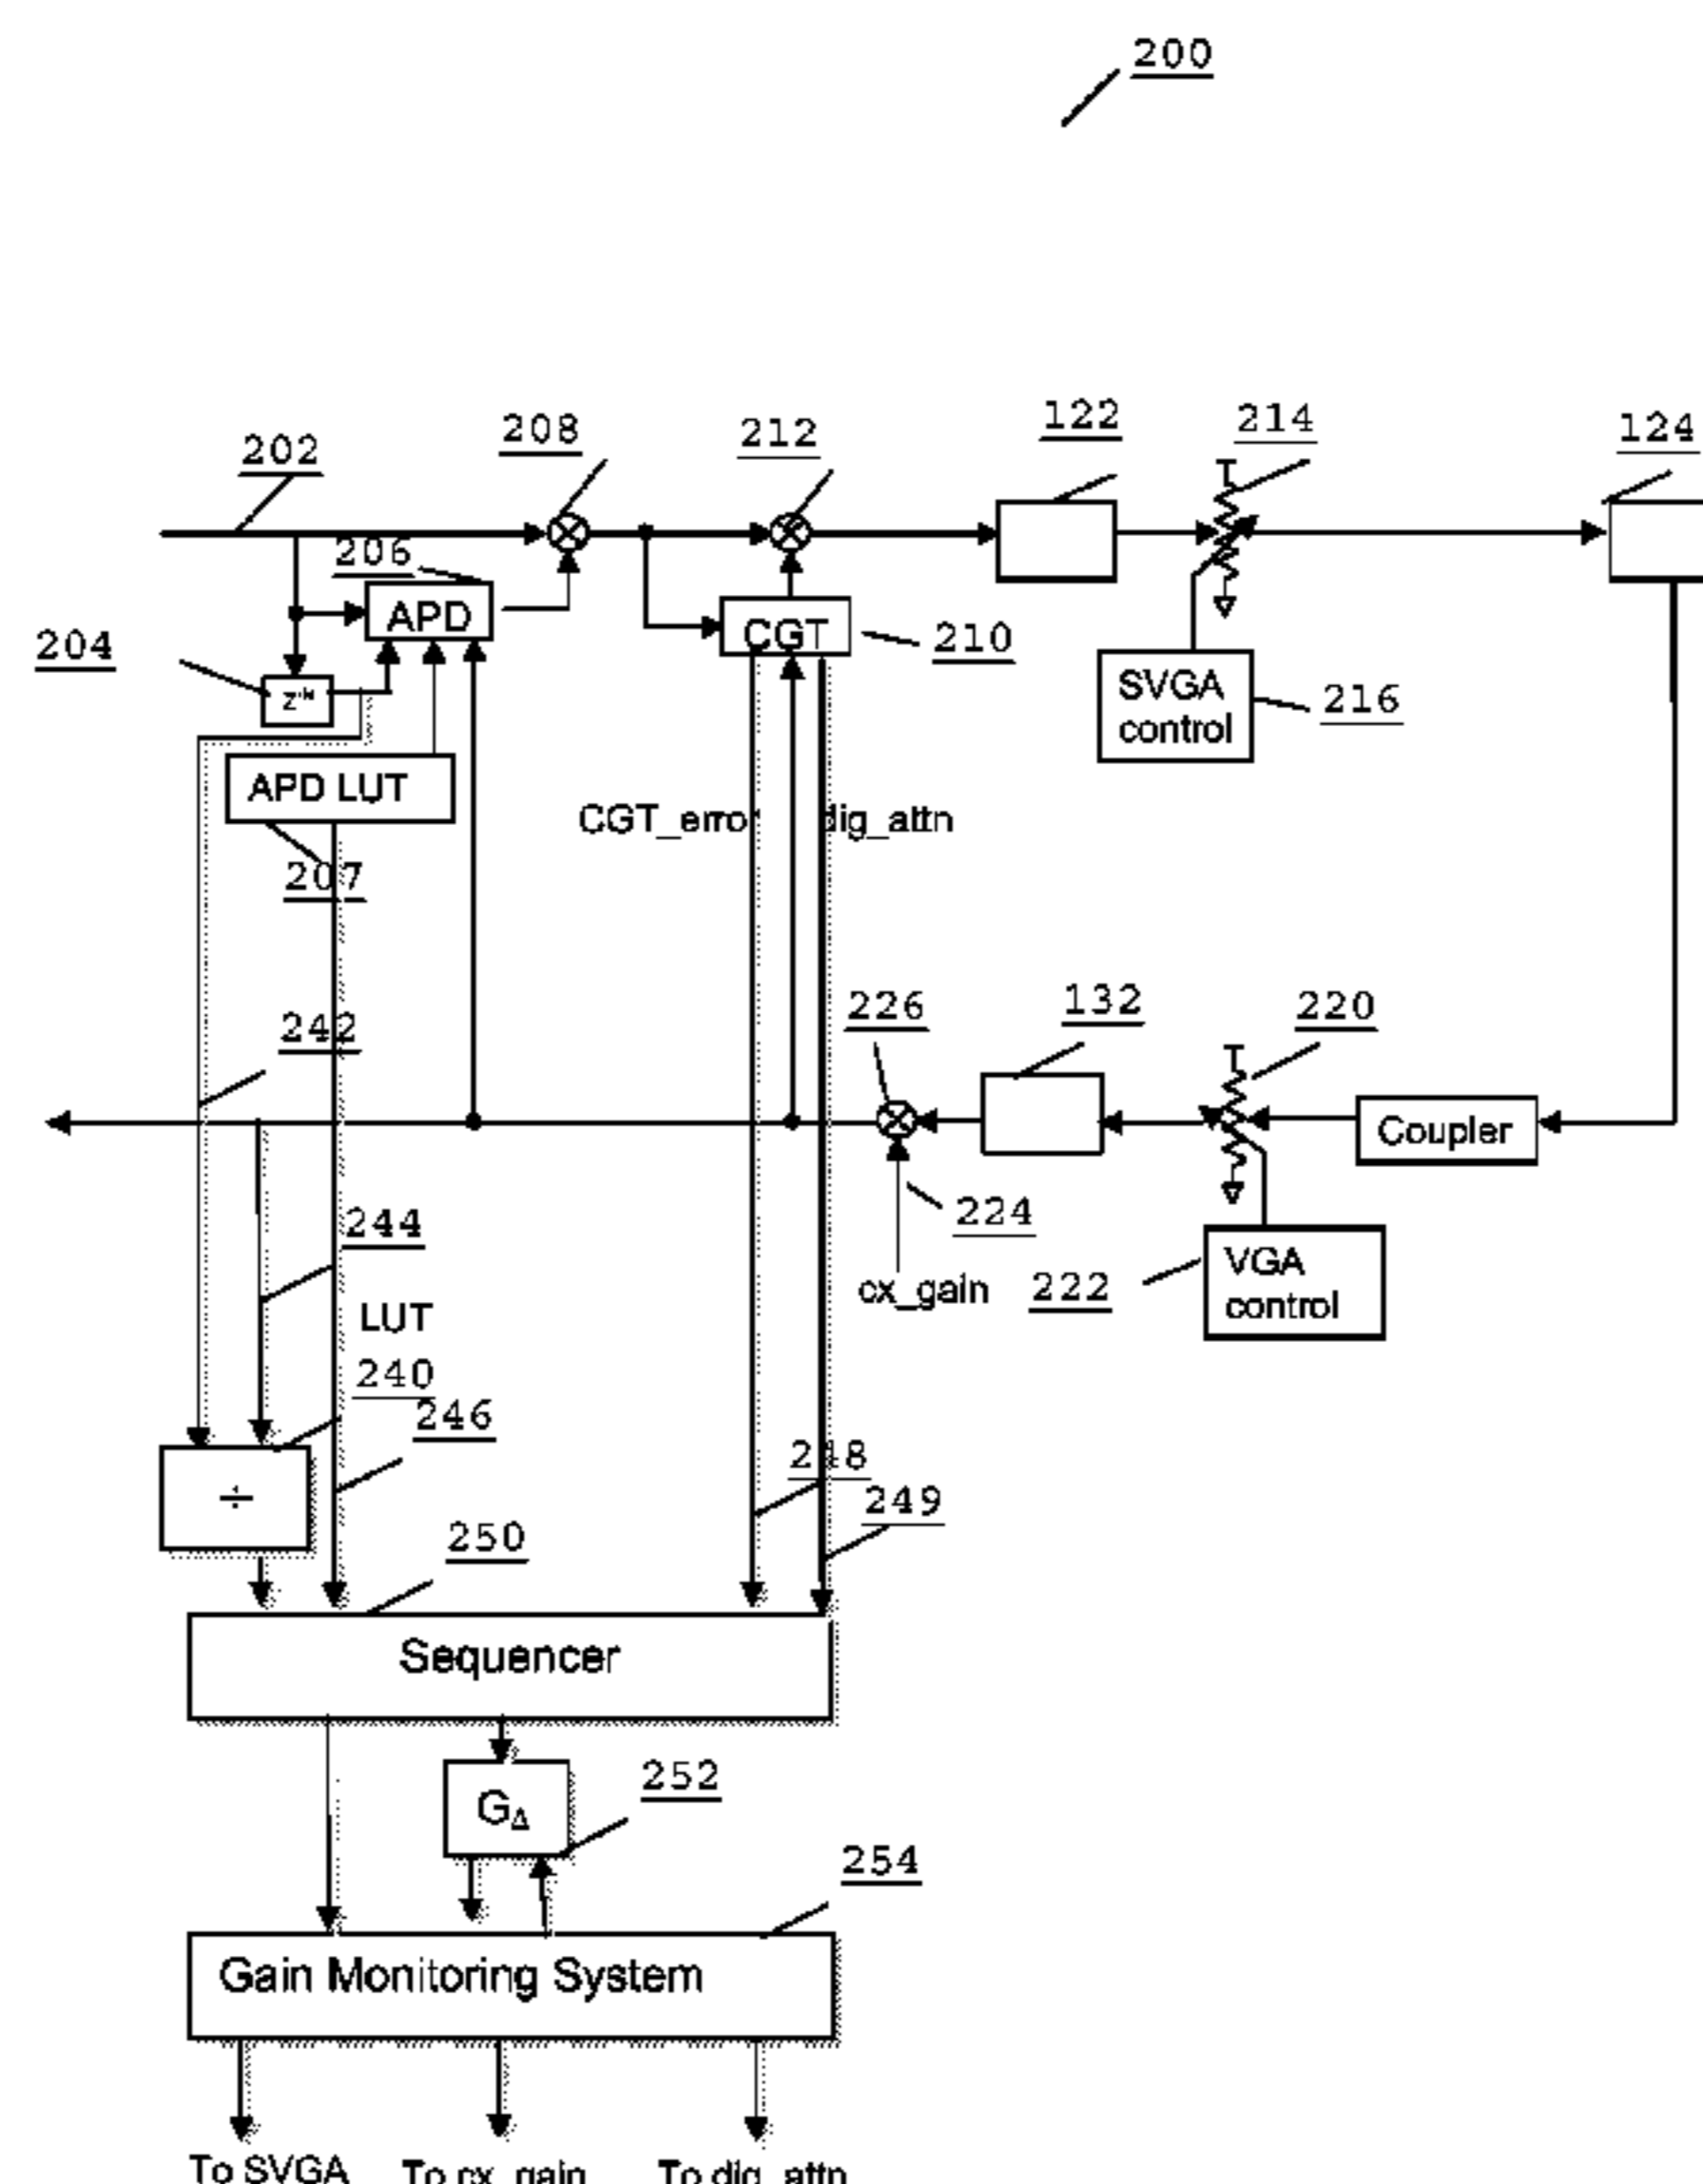 200
202
208
212
122
214
124
206
APD
204
z⁻ᴺ
CGT
210
SVGA
control
216
APD LUT
207
CGT_error
dig_attn
242
226
132
220
Coupler
244
224
cx_gain
222
VGA
control
LUT
240
246
÷
248
249
250
Sequencer
252
G∆
254
Gain Monitoring System
To SVGA
To cx_gain
To dig_attn